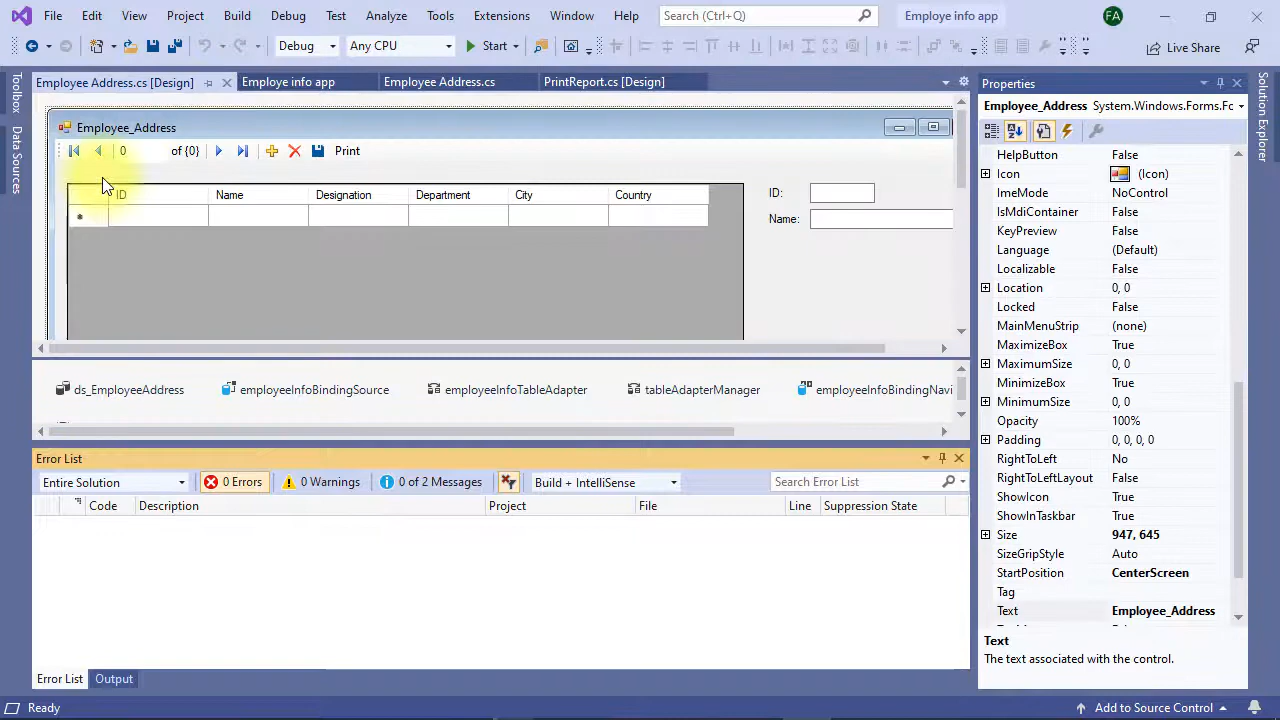 File Edit View Project Build Debug Test Analyze Tools Extensions Window Help Search (Ctrl+Q) Employe info app FA
Debug Any CPU Start Live Share
Toolbox
Data Sources
Employee Address.cs [Design] Employe info app Employee Address.cs PrintReport.cs [Design]
Employee_Address
0 of {0} Print
ID Name Designation Department City Country
ID:
Name:
ds_EmployeeAddress employeeInfoBindingSource employeeInfoTableAdapter tableAdapterManager employeeInfoBindingNavi
Error List
Entire Solution 0 Errors 0 Warnings 0 of 2 Messages Build + IntelliSense Search Error List
Code Description Project File Line Suppression State
Error List Output
Ready Add to Source Control
Properties
Employee_Address System.Windows.Forms.Fo
HelpButton False
Icon (Icon)
ImeMode NoControl
IsMdiContainer False
KeyPreview False
Language (Default)
Localizable False
Location 0, 0
Locked False
MainMenuStrip (none)
MaximizeBox True
MaximumSize 0, 0
MinimizeBox True
MinimumSize 0, 0
Opacity 100%
Padding 0, 0, 0, 0
RightToLeft No
RightToLeftLayout False
ShowIcon True
ShowInTaskbar True
Size 947, 645
SizeGripStyle Auto
StartPosition CenterScreen
Tag
Text Employee_Address
Text
The text associated with the control.
Solution Explorer